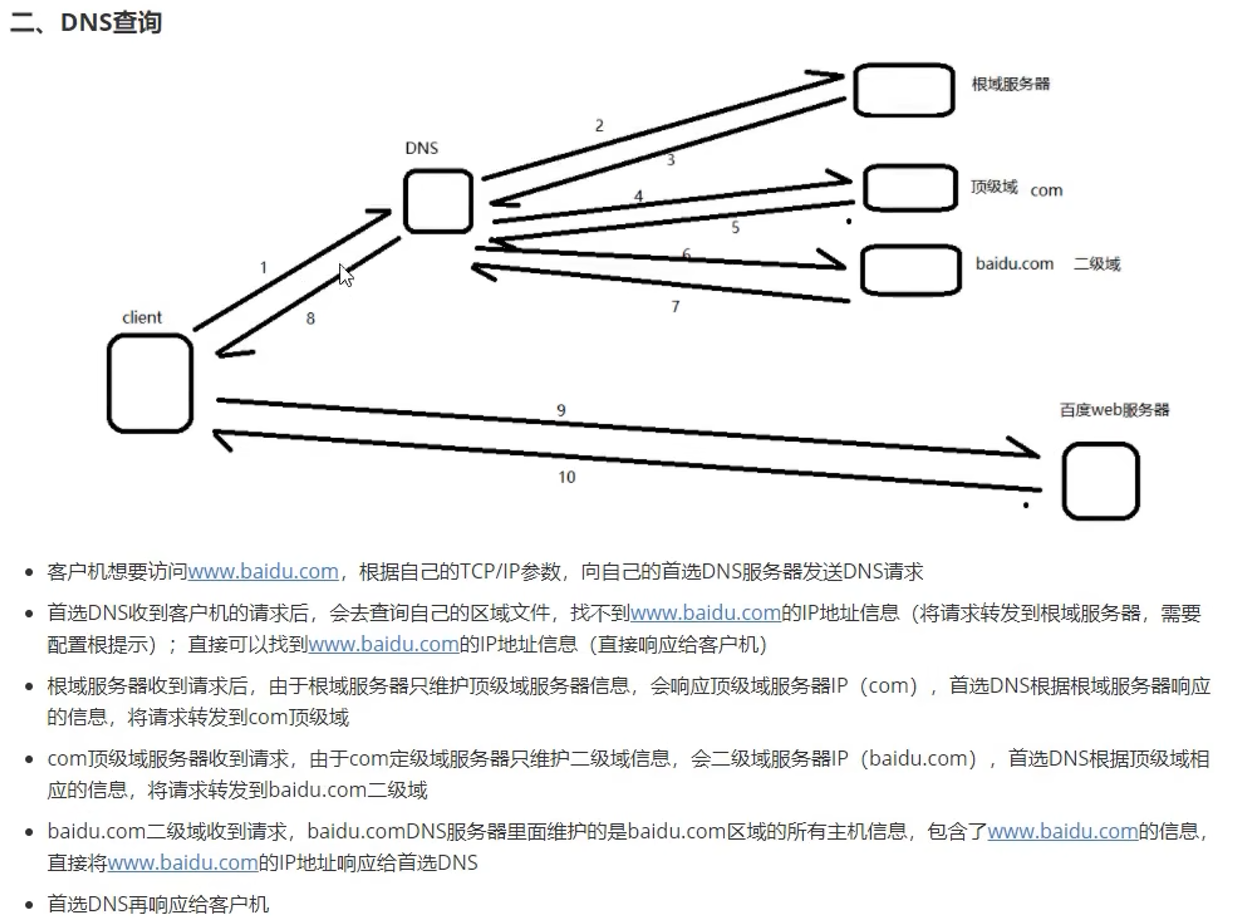 二、DNS查询
根域服务器
2
DNS
3
顶级域 com
4
5
6
baidu.com 二级域
1
7
client
8
9
百度web服务器
10
客户机想要访问www.baidu.com，根据自己的TCP/IP参数，向自己的首选DNS服务器发送DNS请求
首选DNS收到客户机的请求后，会去查询自己的区域文件，找不到www.baidu.com的IP地址信息（将请求转发到根域服务器，需要
配置根提示）；直接可以找到www.baidu.com的IP地址信息（直接响应给客户机）
根域服务器收到请求后，由于根域服务器只维护顶级域服务器信息，会响应顶级域服务器IP（com），首选DNS根据根域服务器响应
的信息，将请求转发到com顶级域
com顶级域服务器收到请求，由于com定级域服务器只维护二级域信息，会二级域服务器IP（baidu.com），首选DNS根据顶级域相
应的信息，将请求转发到baidu.com二级域
baidu.com二级域收到请求，baidu.comDNS服务器里面维护的是baidu.com区域的所有主机信息，包含了www.baidu.com的信息，
直接将www.baidu.com的IP地址响应给首选DNS
首选DNS再响应给客户机